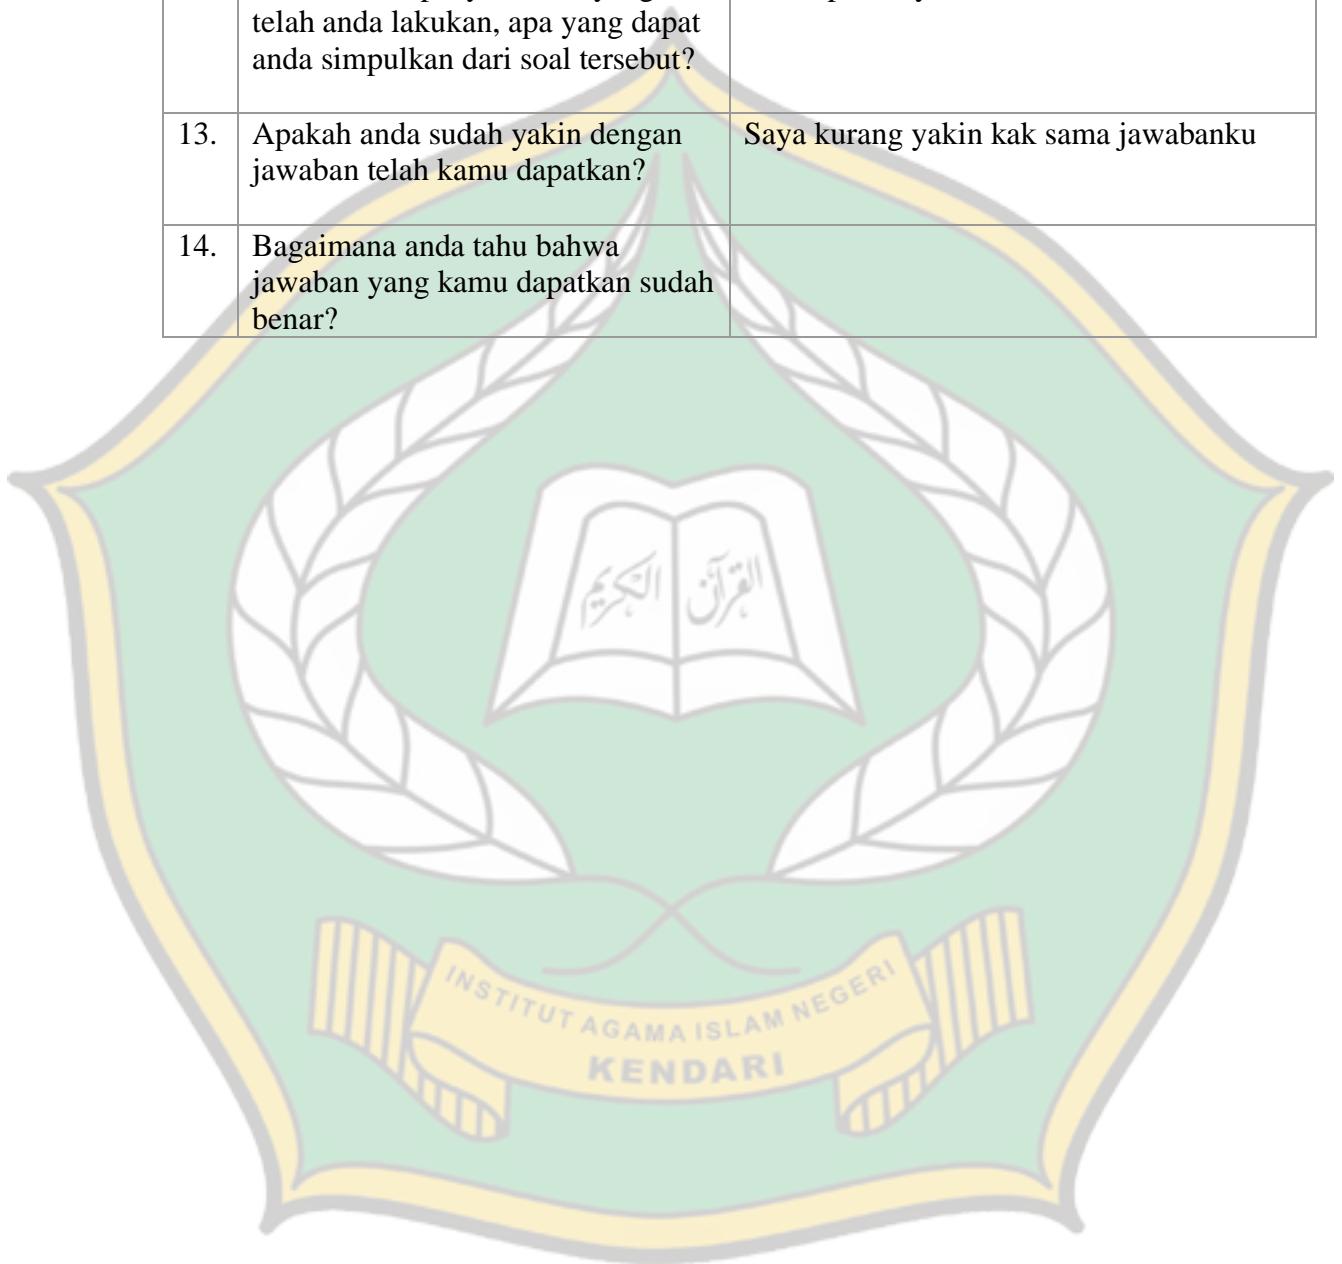 telah anda lakukan, apa yang dapat
anda simpulkan dari soal tersebut?
13. Apakah anda sudah yakin dengan
jawaban telah kamu dapatkan?
Saya kurang yakin kak sama jawabanku
14. Bagaimana anda tahu bahwa
jawaban yang kamu dapatkan sudah
benar?
القرآن الكريم
INSTITUT AGAMA ISLAM NEGERI
KENDARI